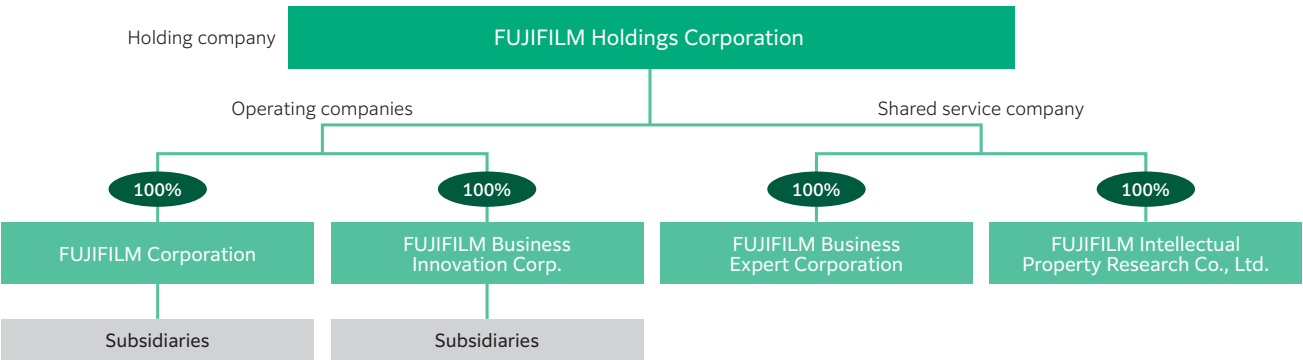 Holding company
FUJIFILM Holdings Corporation
Operating companies
Shared service company
100%
100%
100%
100%
FUJIFILM Corporation
FUJIFILM Business
Innovation Corp.
FUJIFILM Business
Expert Corporation
FUJIFILM Intellectual
Property Research Co., Ltd.
Subsidiaries
Subsidiaries